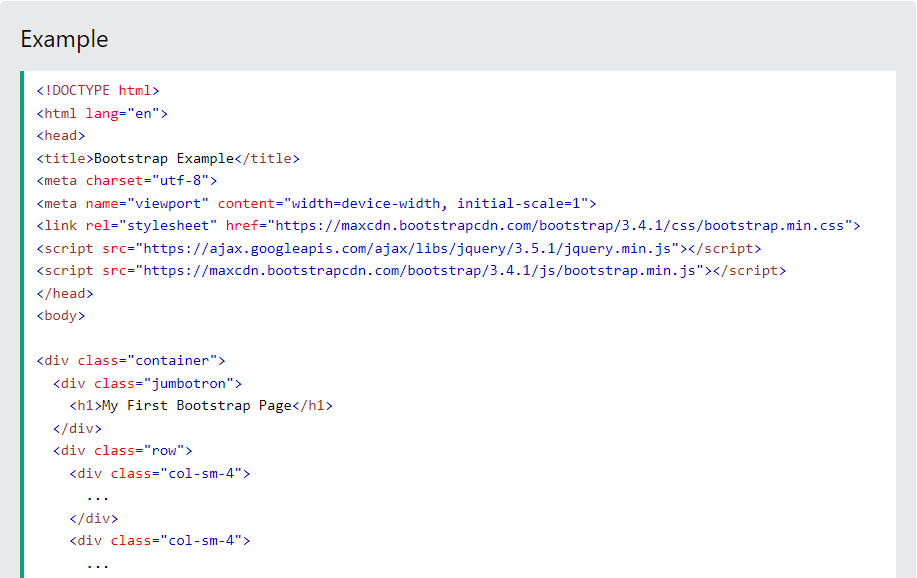 Example
<!DOCTYPE html>
<html lang="en">
<head>
<title>Bootstrap Example</title>
<meta charset="utf-8">
<meta name="viewport" content="width=device-width, initial-scale=1">
<link rel="stylesheet" href="https://maxcdn.bootstrapcdn.com/bootstrap/3.4.1/css/bootstrap.min.css">
<script src="https://ajax.googleapis.com/ajax/libs/jquery/3.5.1/jquery.min.js"></script>
<script src="https://maxcdn.bootstrapcdn.com/bootstrap/3.4.1/js/bootstrap.min.js"></script>
</head>
<body>

<div class="container">
  <div class="jumbotron">
    <h1>My First Bootstrap Page</h1>
  </div>
  <div class="row">
    <div class="col-sm-4">
      ...
    </div>
    <div class="col-sm-4">
      ...